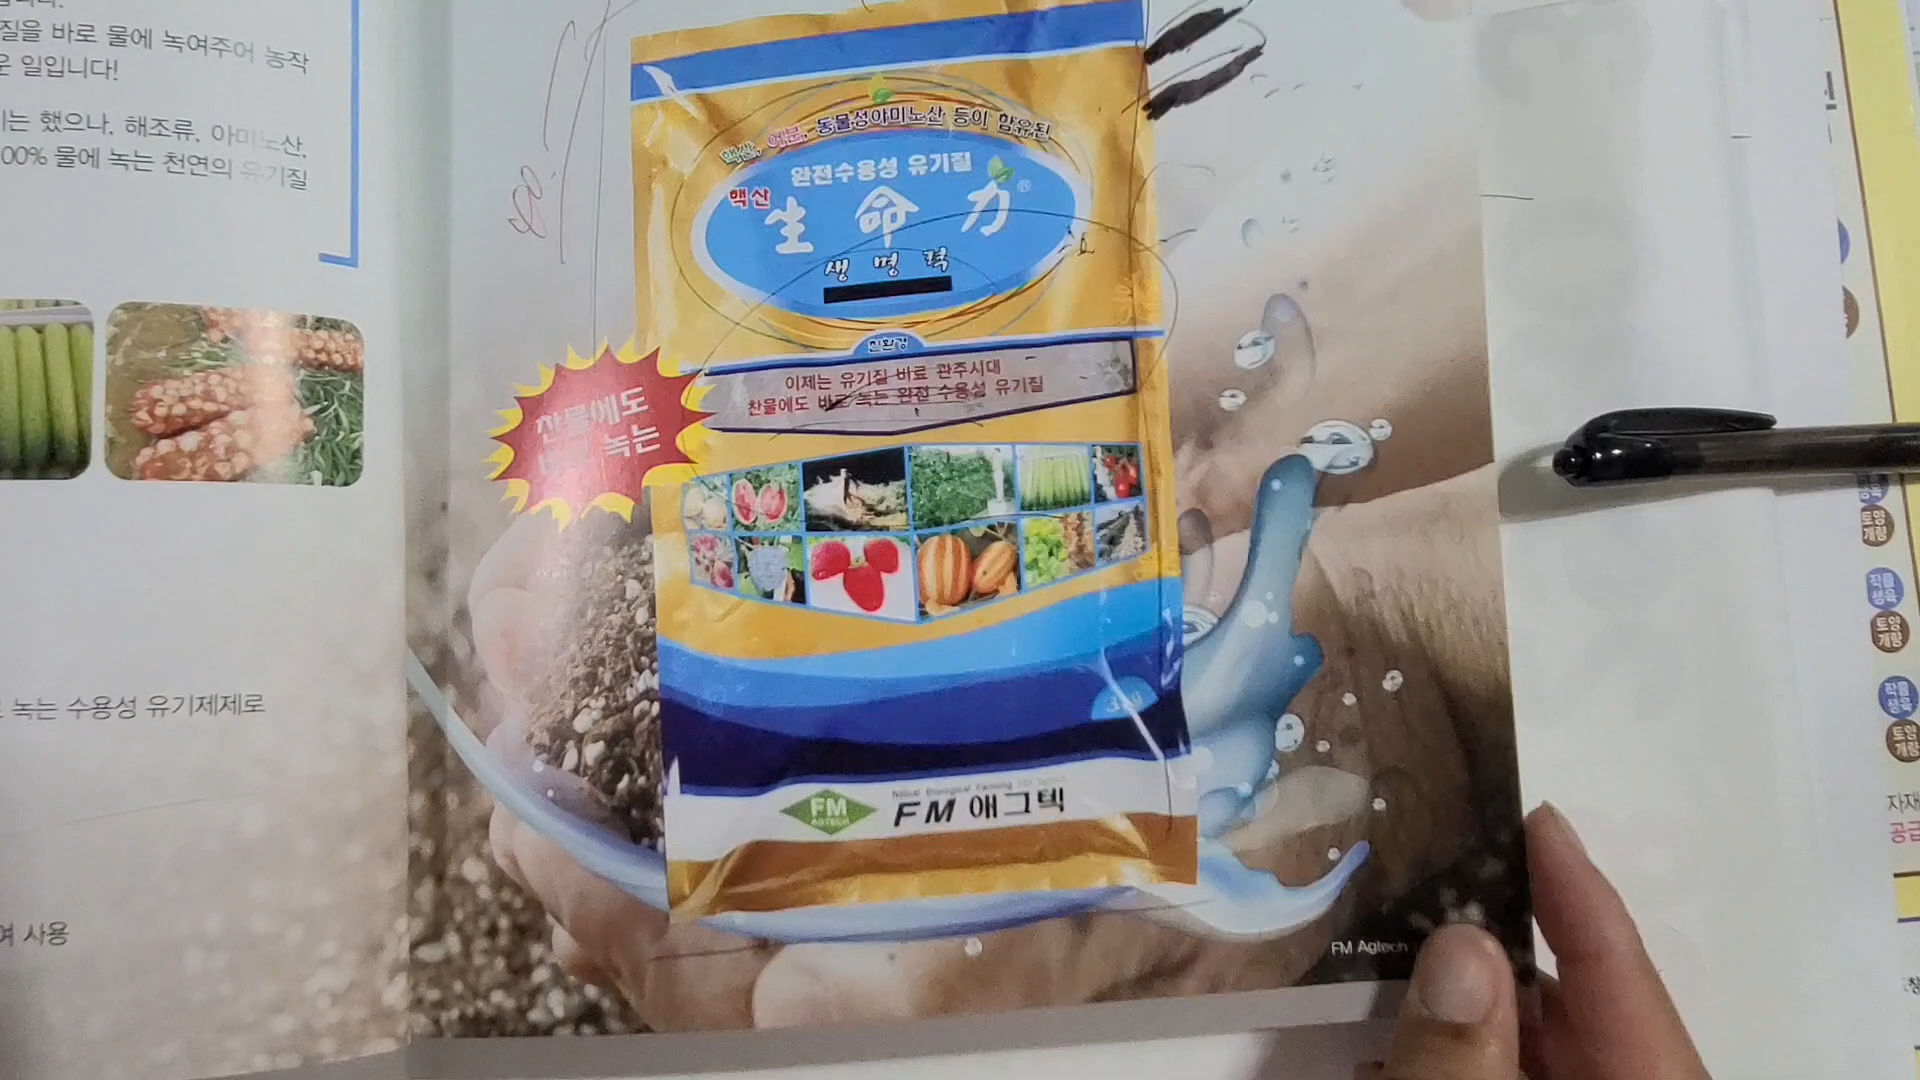 질을 바로 물에 녹여주어 농작
운 일입니다!
기는 했으나, 해조류, 아미노산,
00% 물에 녹는 천연의 유기질
녹는 수용성 유기제제로
여 사용
핵산, 어분, 동물성아미노산 등이 함유된
완전수용성 유기질
핵산
生命力®
생명력
친환경
이제는 유기질 바로 관주시대
찬물에도 바로 녹는 완전 수용성 유기질
찬물에도
녹는
3kg
FM
AGTECH
FM 애그텍
FM Agtech
토양
개량
작물
생육
토양
개량
작물
생육
토양
개량
자재
공급